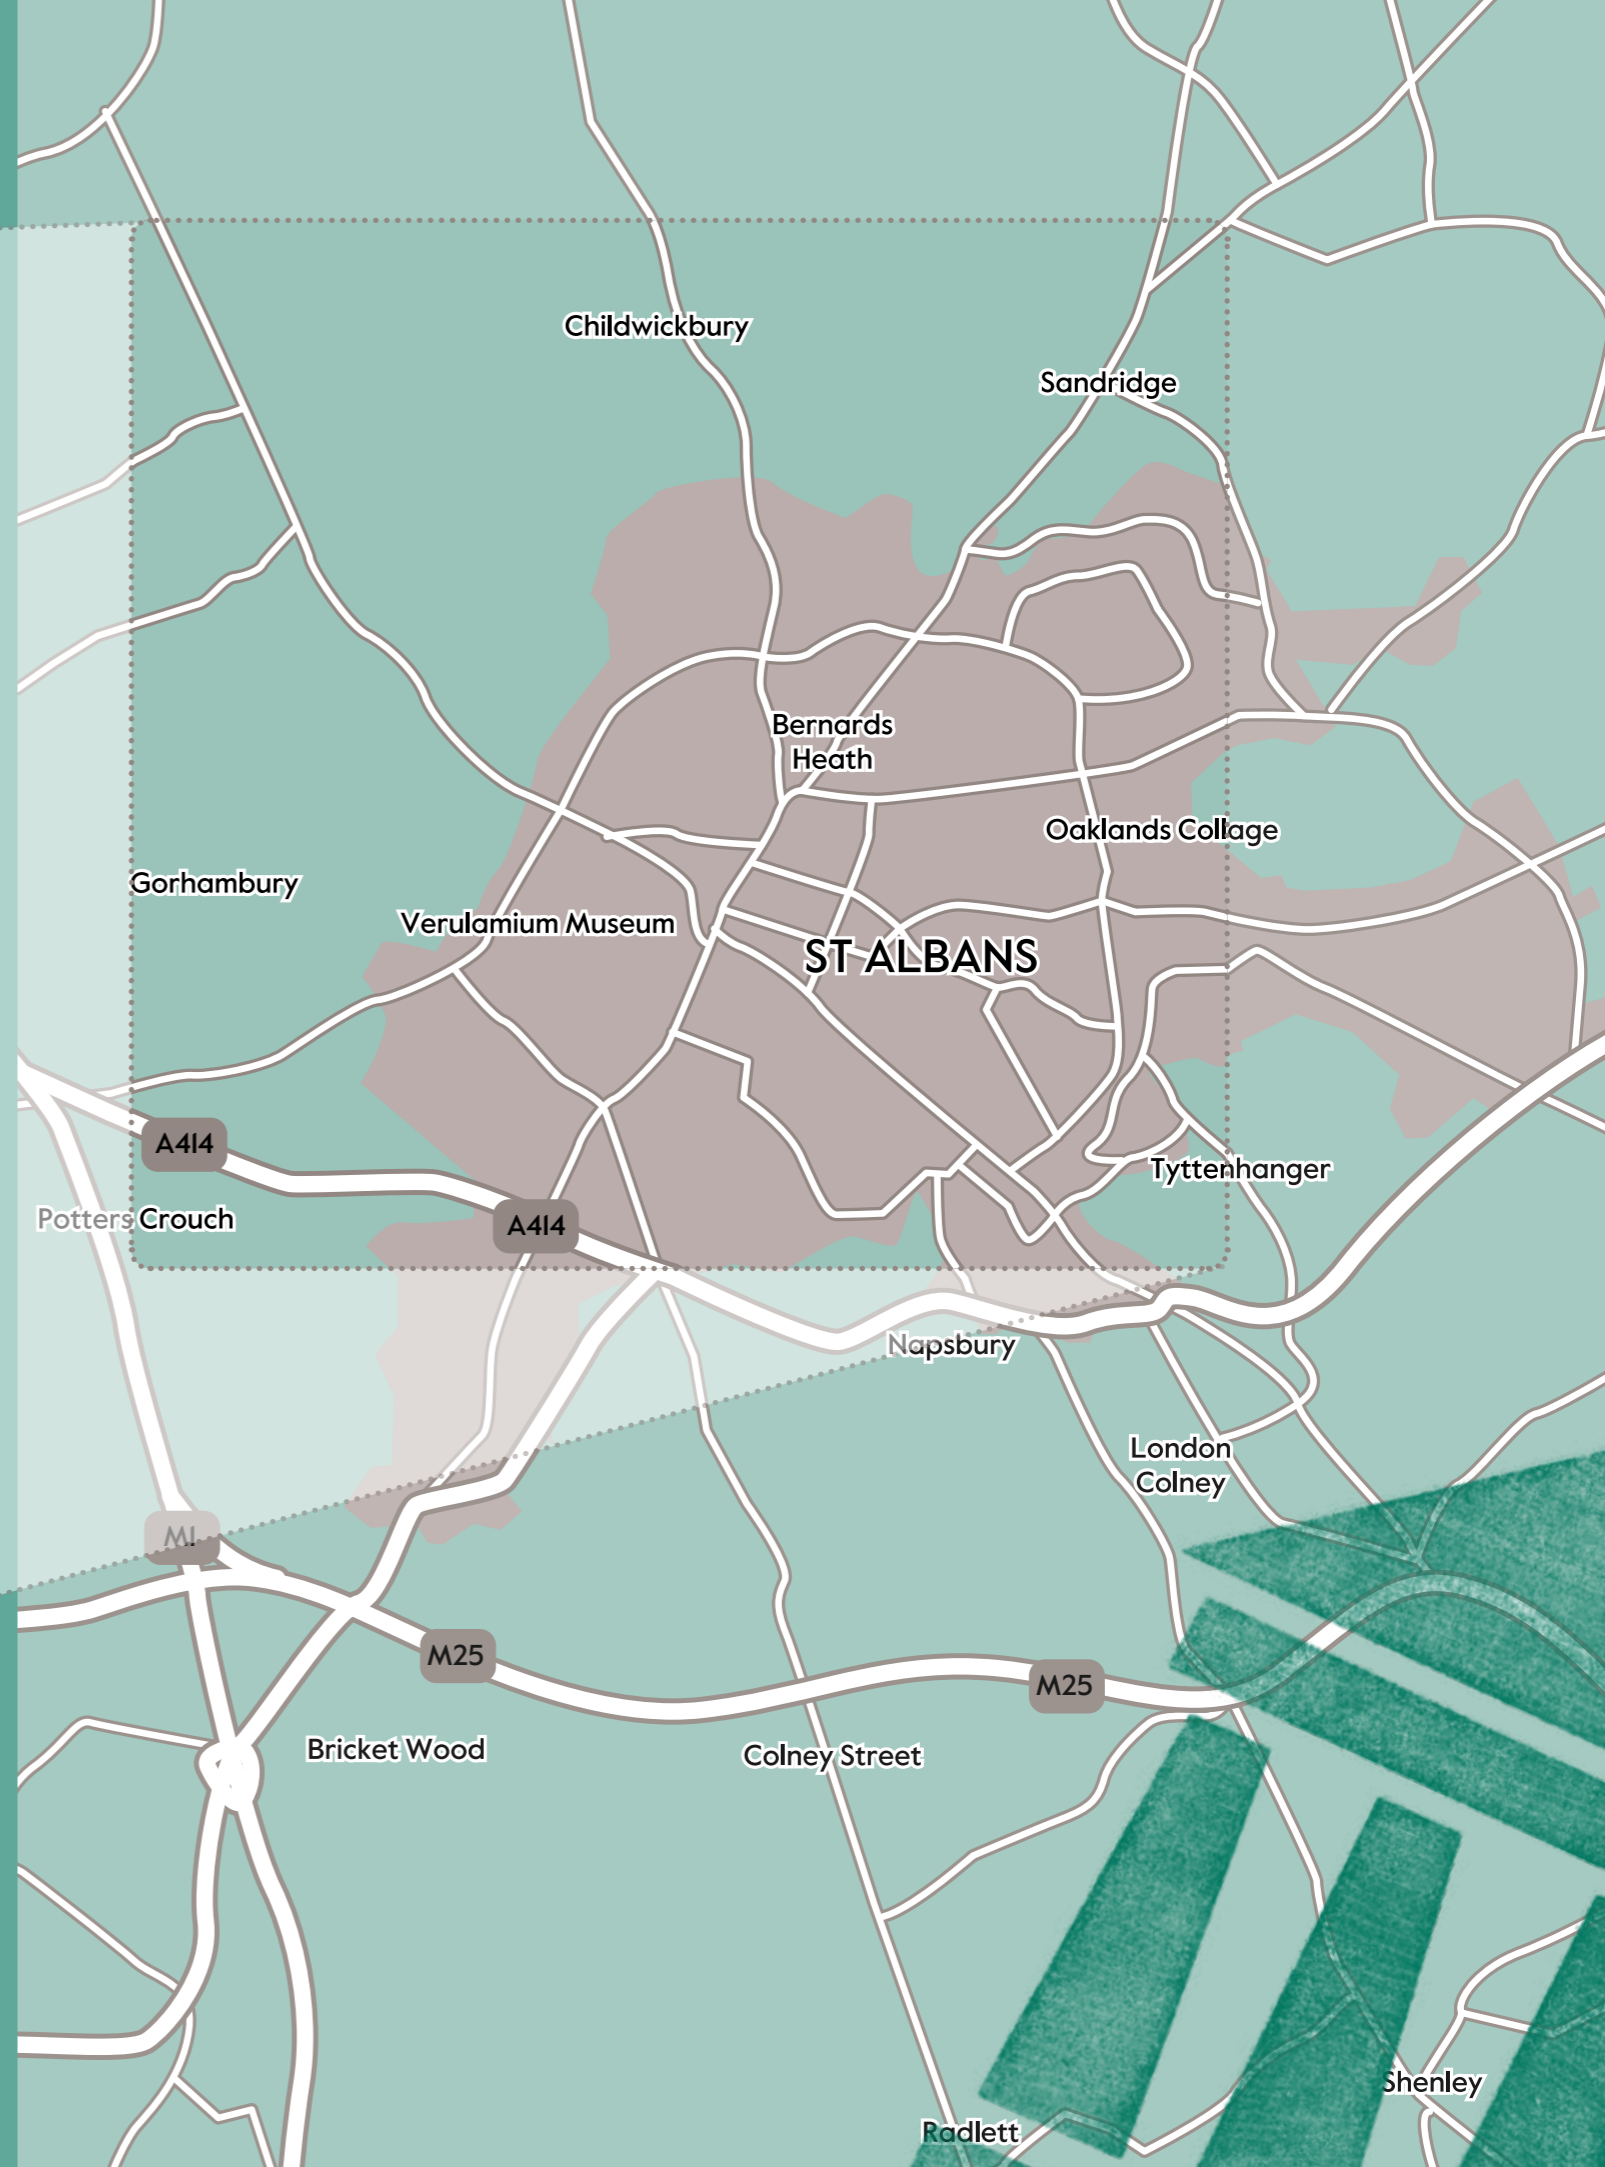 Childwickbury
Sandridge
Bernards
Heath
Oaklands Collage
Gorhambury
Verulamium Museum
ST ALBANS
A414
Tyttenhanger
Potters Crouch
A414
Napsbury
London
Colney
M1
M25
M25
Bricket Wood
Colney Street
Shenley
Radlett